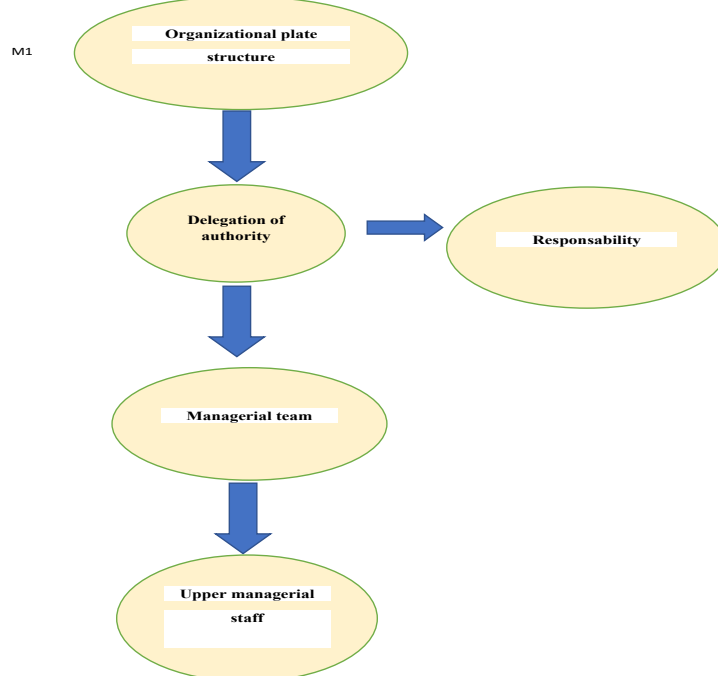 M1
Organizational plate
structure
Delegation of
authority
Responsability
Managerial team
Upper managerial
staff